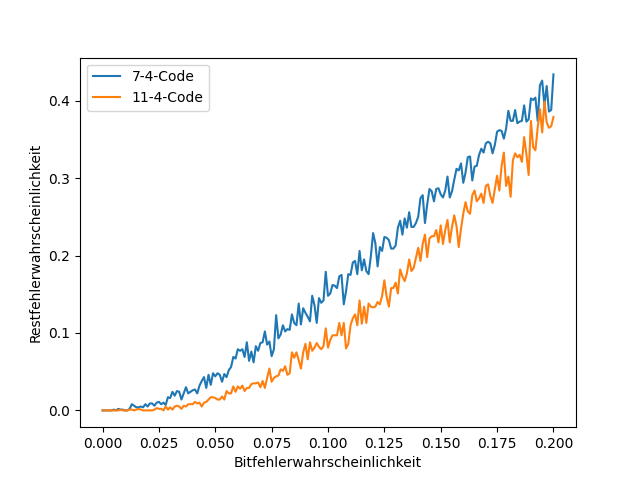 7-4-Code
11-4-Code
Restfehlerwahrscheinlichkeit
0.4
0.3
0.2
0.1
0.0
0.000 0.025 0.050 0.075 0.100 0.125 0.150 0.175 0.200
Bitfehlerwahrscheinlichkeit